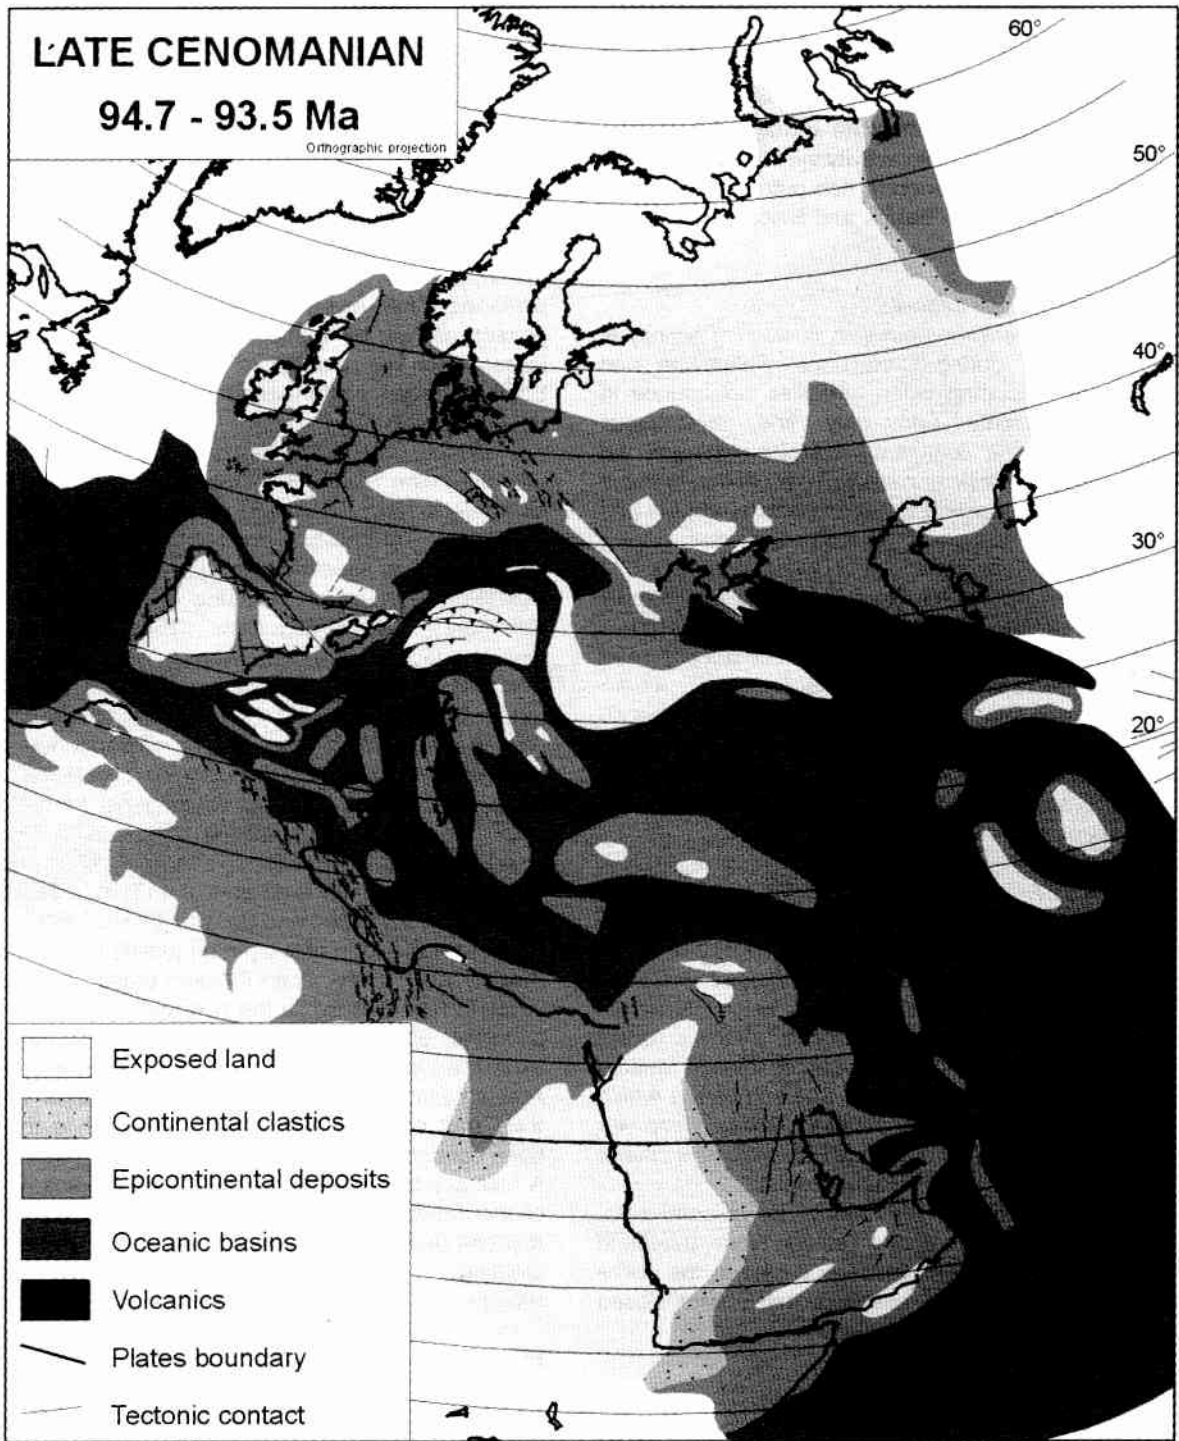 LATE CENOMANIAN
94.7 - 93.5 Ma
Orthographic projection
60°
50°
40°
30°
20°
Exposed land
Continental clastics
Epicontinental deposits
Oceanic basins
Volcanics
Plates boundary
Tectonic contact